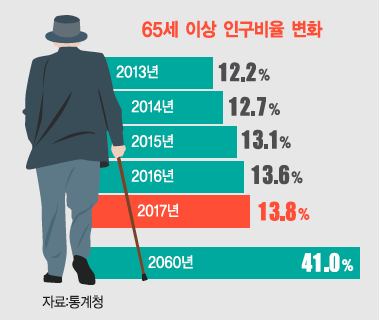 65세 이상 인구비율 변화
2013년 12.2%
2014년 12.7%
2015년 13.1%
2016년 13.6%
2017년 13.8%
2060년 41.0%
자료:통계청